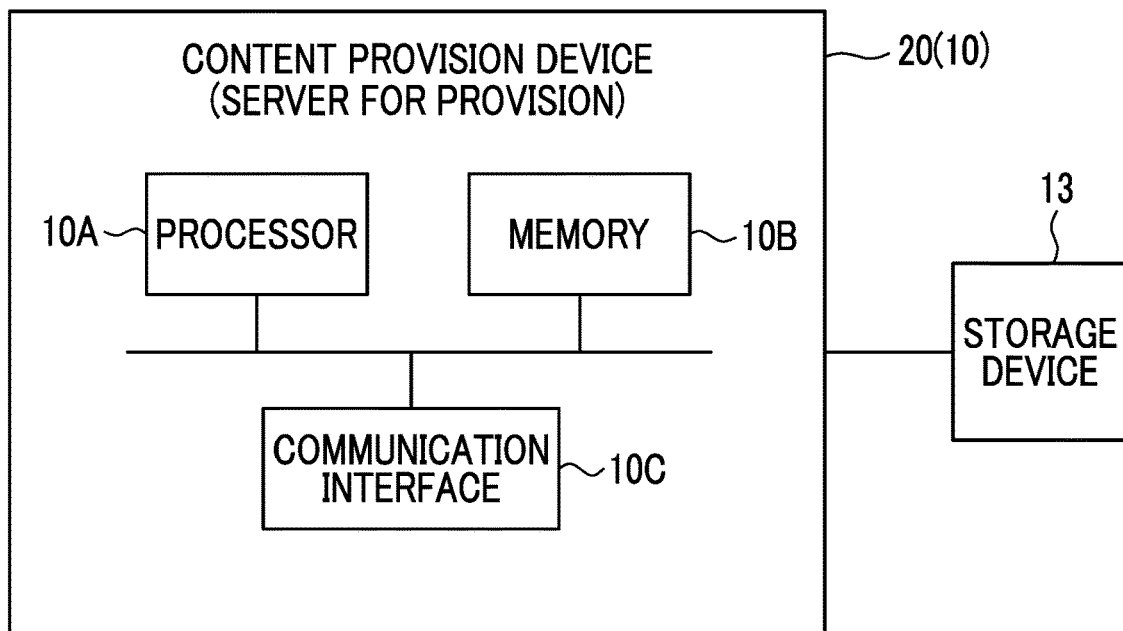 CONTENT PROVISION DEVICE
(SERVER FOR PROVISION)
20(10)
10A
PROCESSOR
MEMORY
10B
13
STORAGE
DEVICE
COMMUNICATION
INTERFACE
10C